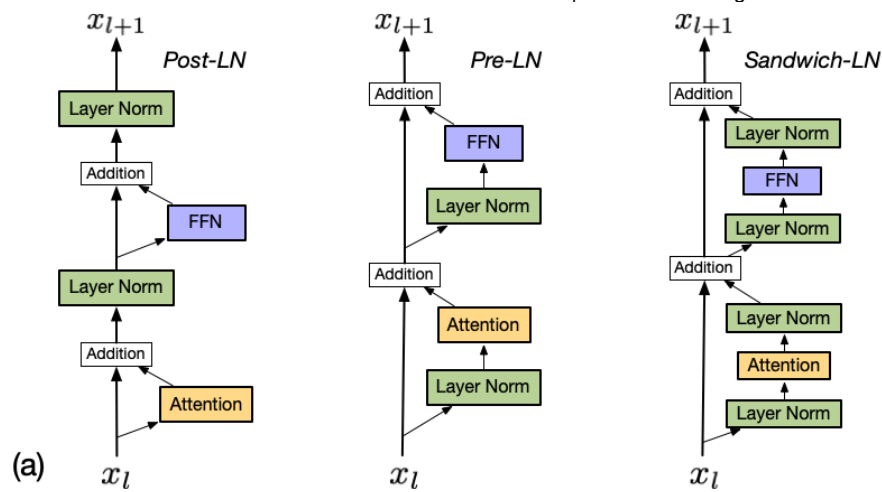 x_{l+1}
Post-LN
Layer Norm
Addition
FFN
Layer Norm
Addition
Attention
(a)
x_l
x_{l+1}
Pre-LN
Addition
FFN
Layer Norm
Addition
Attention
Layer Norm
x_l
x_{l+1}
Sandwich-LN
Addition
Layer Norm
FFN
Layer Norm
Addition
Layer Norm
Attention
Layer Norm
x_l